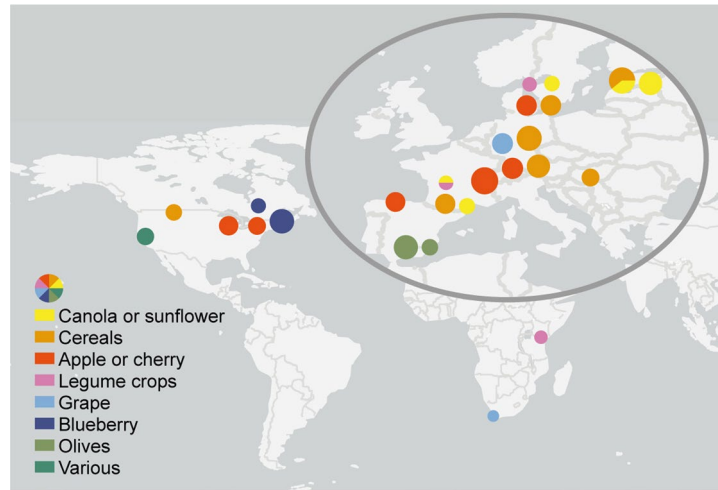 Canola or sunflower
Cereals
Apple or cherry
Legume crops
Grape
Blueberry
Olives
Various